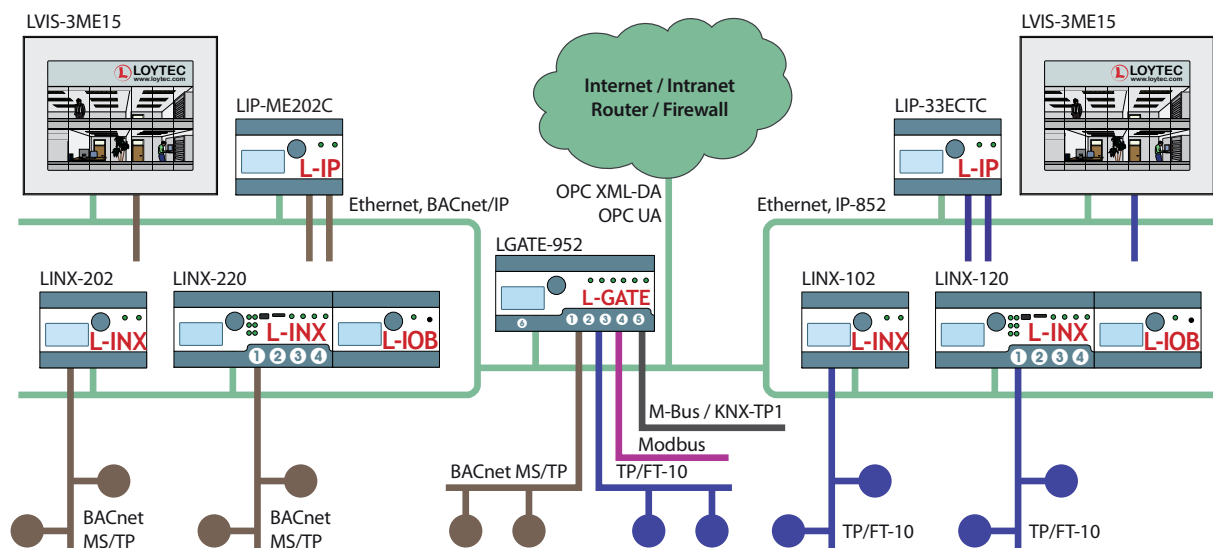 LVIS-3ME15
LOYTEC
www.loytec.com
LIP-ME202C
L-IP
Ethernet, BACnet/IP
Internet / Intranet
Router / Firewall
OPC XML-DA
OPC UA
LIP-33ECTC
L-IP
Ethernet, IP-852
LVIS-3ME15
LOYTEC
www.loytec.com
LINX-202
L-INX
LINX-220
L-INX
1 2 3 4
L-IOB
LGATE-952
L-GATE
6 1 2 3 4 5
LINX-102
L-INX
LINX-120
L-INX
1 2 3 4
L-IOB
M-Bus / KNX-TP1
Modbus
BACnet MS/TP
TP/FT-10
BACnet
MS/TP
BACnet
MS/TP
TP/FT-10
TP/FT-10